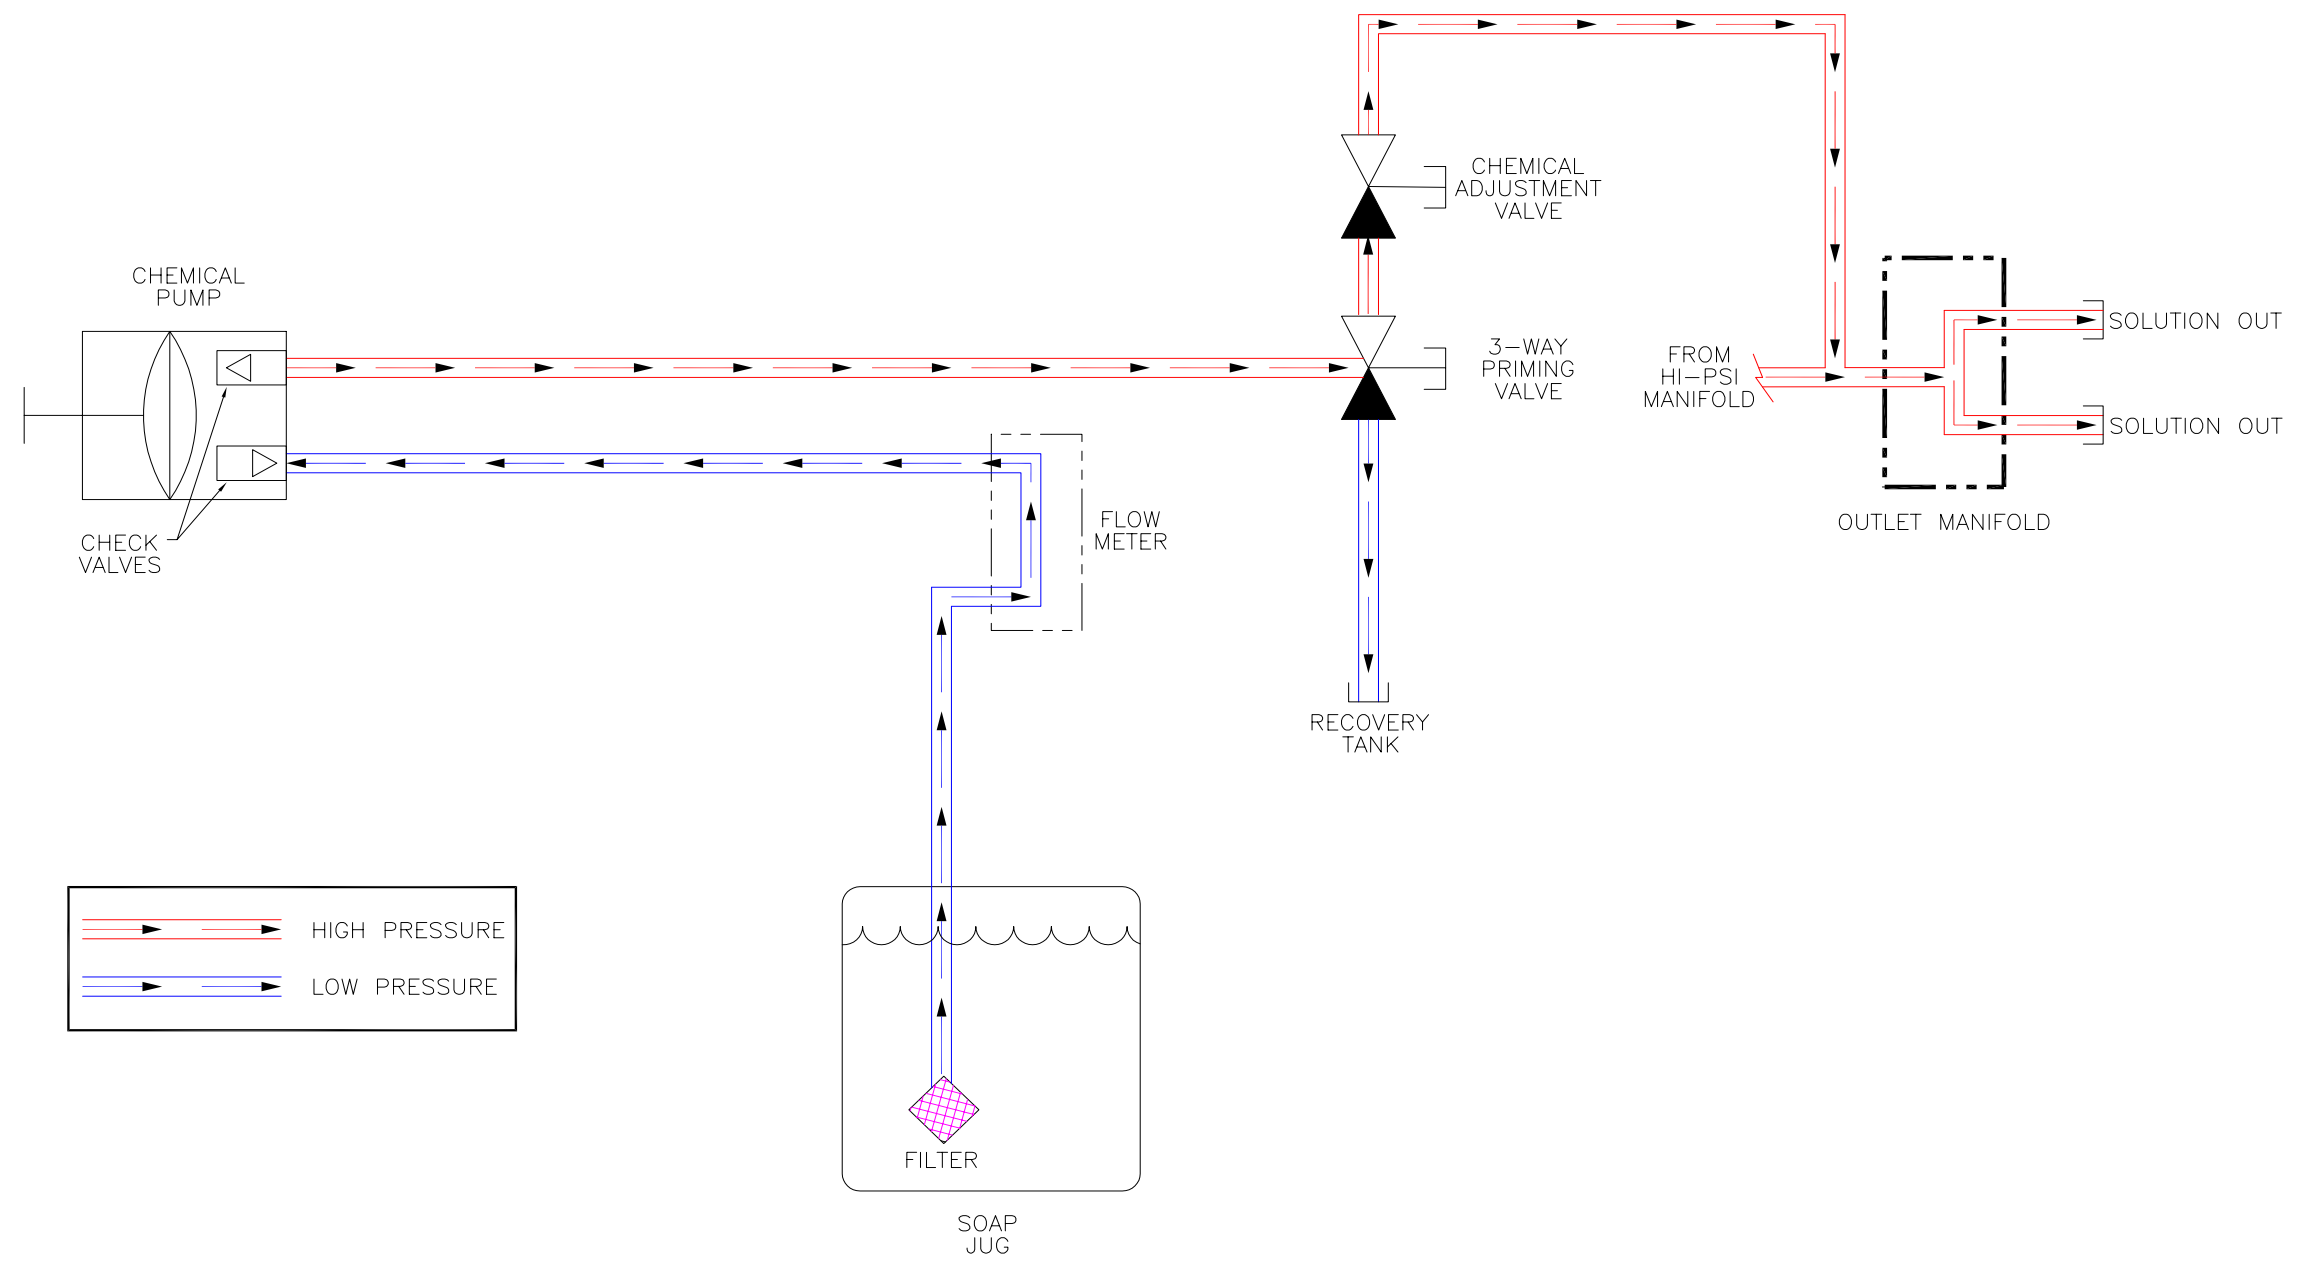 CHEMICAL
ADJUSTMENT
VALVE
CHEMICAL
PUMP
3-WAY
PRIMING
VALVE
FROM
HI-PSI
MANIFOLD
SOLUTION OUT
SOLUTION OUT
OUTLET MANIFOLD
FLOW
METER
CHECK
VALVES
RECOVERY
TANK
HIGH PRESSURE
LOW PRESSURE
FILTER
SOAP
JUG